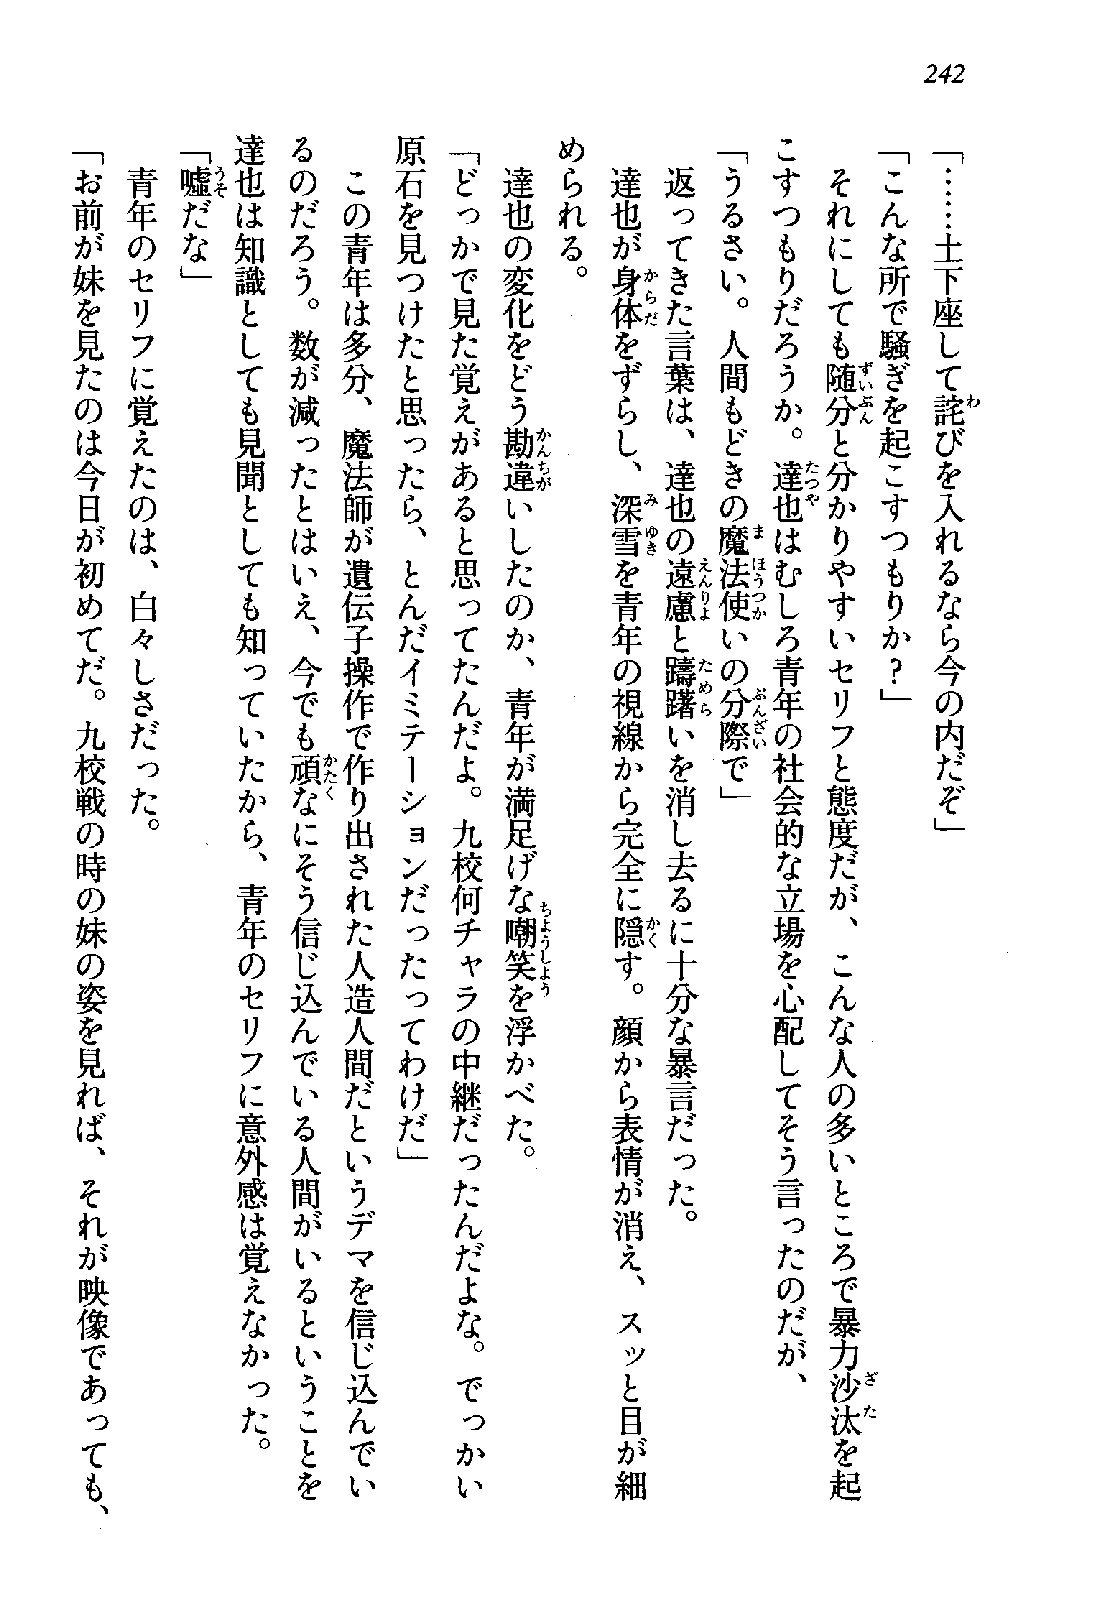 242
「……土下座して詫びを入れるなら今の内だぞ」
「こんな所で騒ぎを起こすつもりか？」
それにしても随分と分かりやすいセリフと態度だが、こんな人の多いところで暴力沙汰を起
こすつもりだろうか。達也はむしろ青年の社会的な立場を心配してそう言ったのだが、
「うるさい。人間もどきの魔法使いの分際で」
返ってきた言葉は、達也の遠慮と躊躇いを消し去るに十分な暴言だった。
達也が身体をずらし、深雪を青年の視線から完全に隠す。顔から表情が消え、スッと目が細
められる。
達也の変化をどう勘違いしたのか、青年が満足げな嘲笑を浮かべた。
「どっかで見た覚えがあると思ってたんだよ。九校何チャラの中継だったんだよな。でっかい
原石を見つけたと思ったら、とんだイミテーションだったってわけだ」
この青年は多分、魔法師が遺伝子操作で作り出された人造人間だというデマを信じ込んでい
るのだろう。数が減ったとはいえ、今でも頑なにそう信じ込んでいる人間がいるということを
達也は知識としても見聞としても知っていたから、青年のセリフに意外感は覚えなかった。
「嘘だな」
青年のセリフに覚えたのは、白々しさだった。
「お前が妹を見たのは今日が初めてだ。九校戦の時の妹の姿を見れば、それが映像であっても、